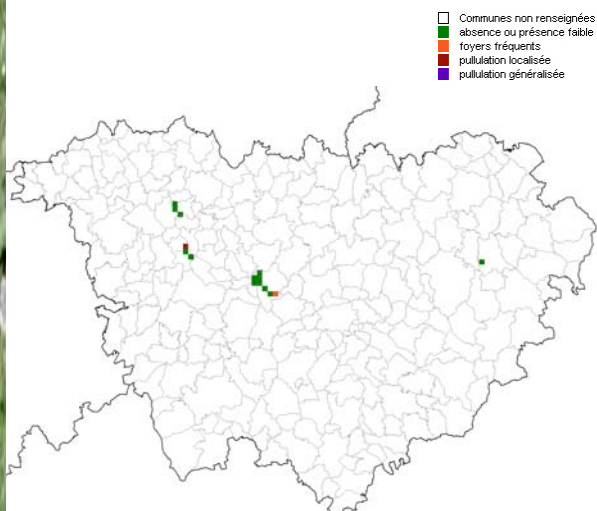 Communes non renseignées
absence ou présence faible
foyers fréquents
pullulation localisée
pullulation généralisée